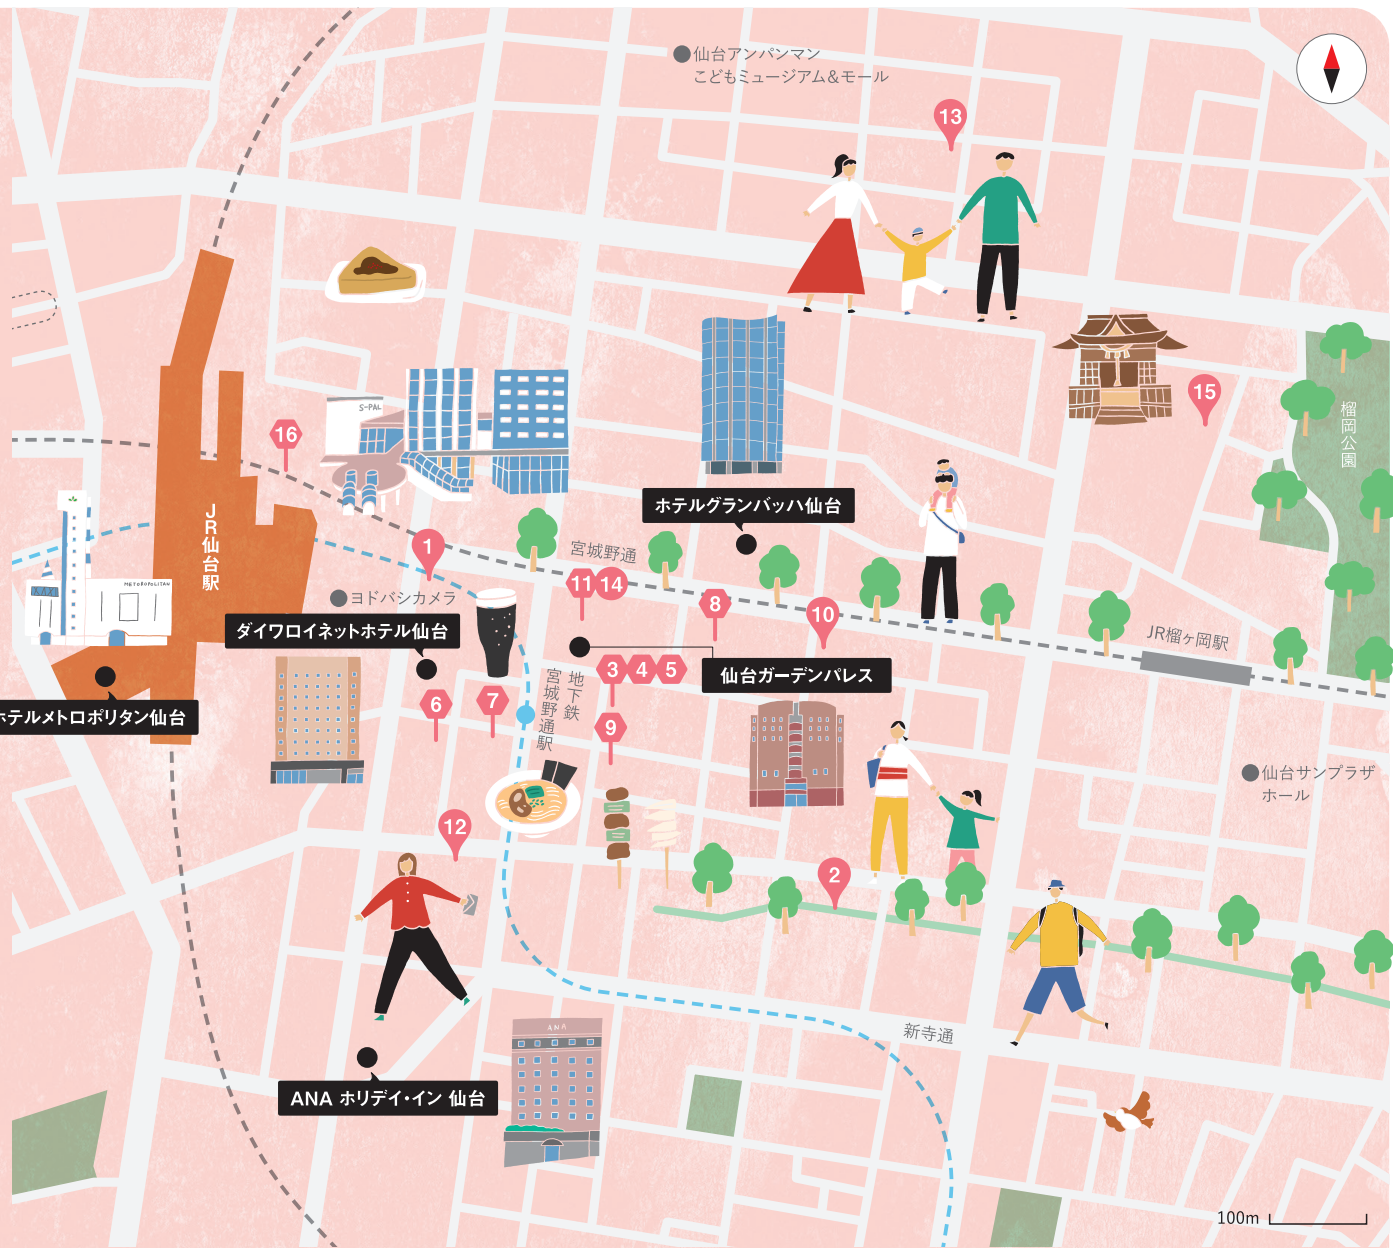 仙台アンパンマン
こどもミュージアム&モール
13
15
榴岡公園
S-PAL
16
JR仙台駅
METROPOLITAN
ホテルグランバッハ仙台
宮城野通
1
ヨドバシカメラ
ダイワロイネットホテル仙台
11 14
8
10
JR榴ヶ岡駅
3 4 5
仙台ガーデンパレス
地下鉄
宮城野通駅
6
7
9
ホテルメトロポリタン仙台
仙台サンプラザ
ホール
12
2
新寺通
ANA
ANA ホリデイ・イン 仙台
100m